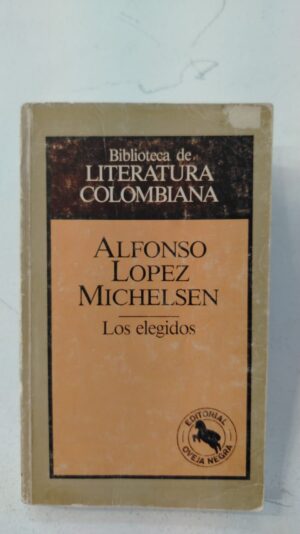 Biblioteca de
LITERATURA
COLOMBIANA
ALFONSO
LOPEZ
MICHELSEN
Los elegidos
EDITORIAL
OVEJA NEGRA